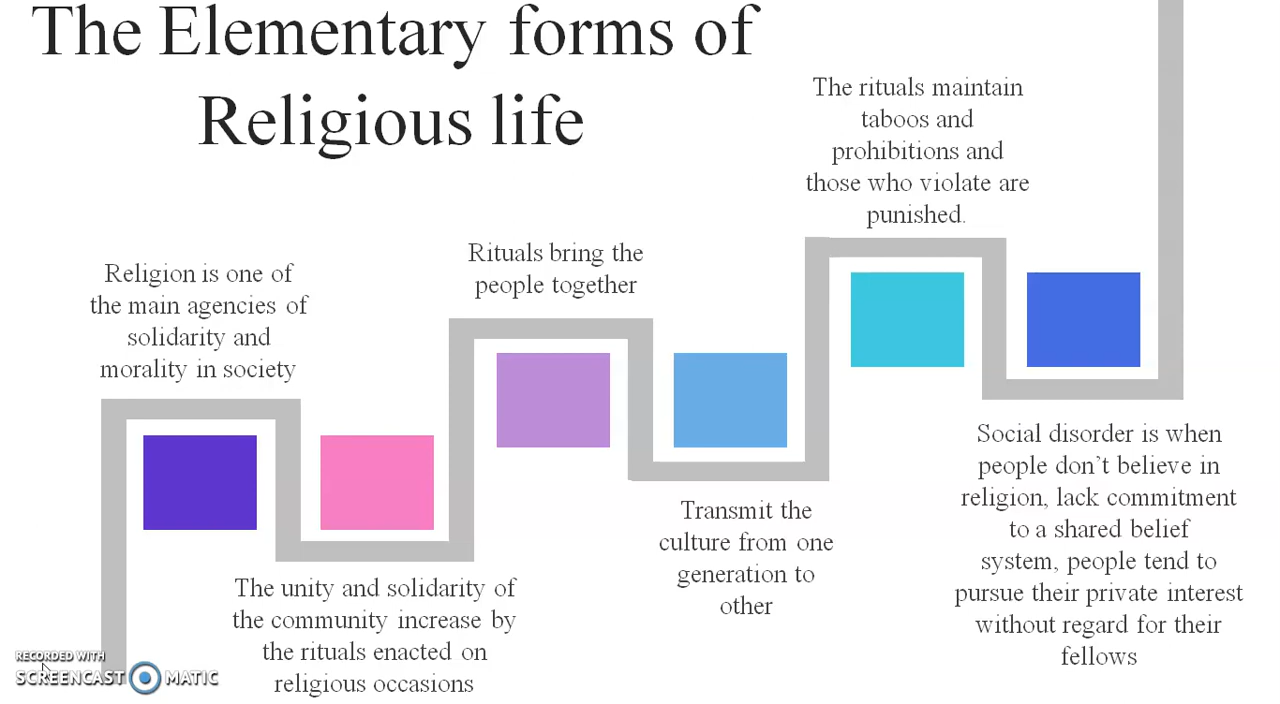 The Elementary forms of
Religious life
Religion is one of
the main agencies of
solidarity and
morality in society
The unity and solidarity of
the community increase by
the rituals enacted on
religious occasions
Rituals bring the
people together
Transmit the
culture from one
generation to
other
The rituals maintain
taboos and
prohibitions and
those who violate are
punished.
Social disorder is when
people don’t believe in
religion, lack commitment
to a shared belief
system, people tend to
pursue their private interest
without regard for their
fellows
RECORDED WITH
SCREENCAST MATIC